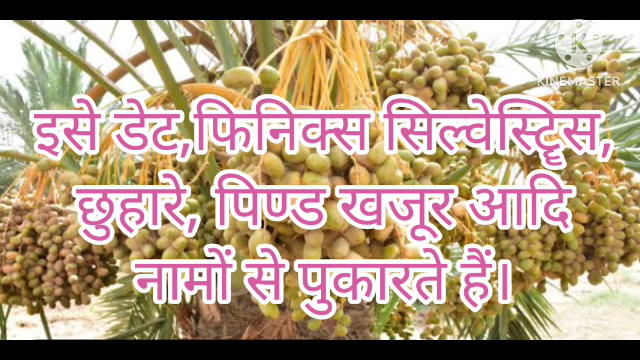 KINEMASTER
इसे डेट,फिनिक्स सिल्वेस्ट्रिस,
छुहारे, पिण्ड खजूर आदि
नामों से पुकारते हैं।